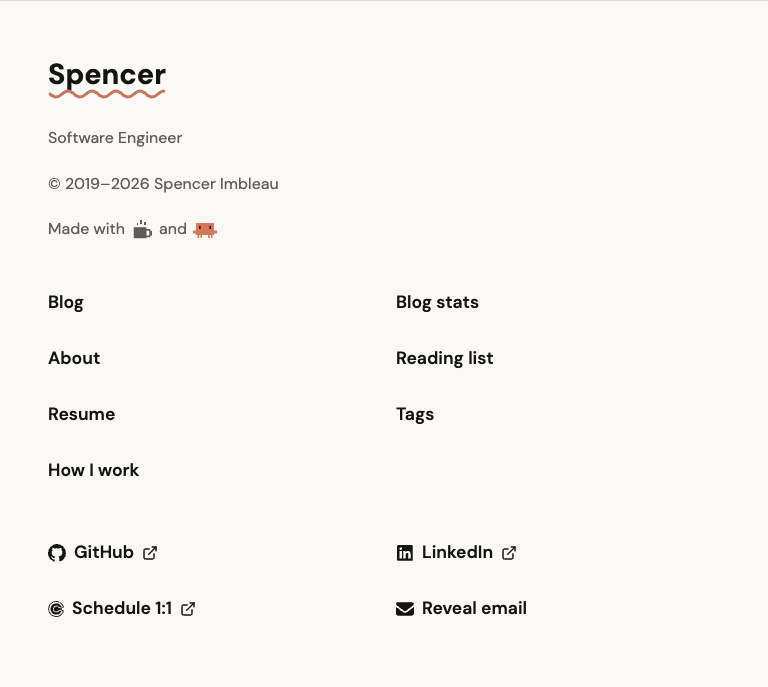 Spencer
Software Engineer
© 2019–2026 Spencer Imbleau
Made with and
Blog
Blog stats
About
Reading list
Resume
Tags
How I work
GitHub
LinkedIn
Schedule 1:1
Reveal email